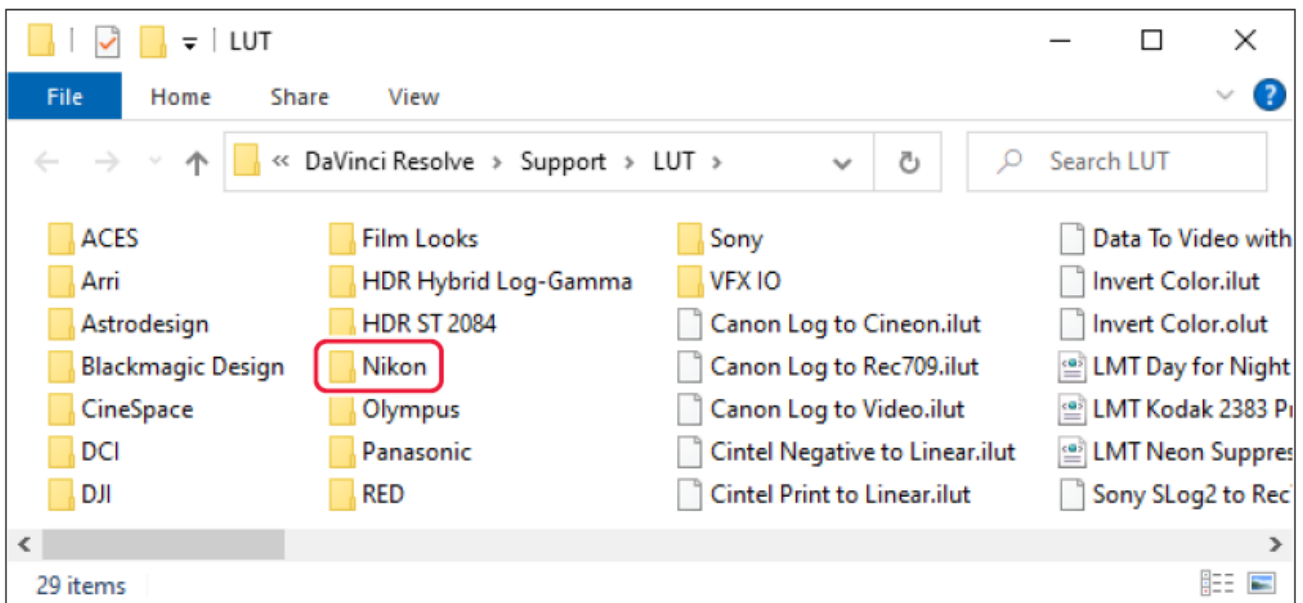 LUT
File Home Share View
« DaVinci Resolve > Support > LUT > Search LUT
ACES Film Looks Sony Data To Video with
Arri HDR Hybrid Log-Gamma VFX IO Invert Color.ilut
Astrodesign HDR ST 2084 Canon Log to Cineon.ilut Invert Color.olut
Blackmagic Design Nikon Canon Log to Rec709.ilut LMT Day for Night
CineSpace Olympus Canon Log to Video.ilut LMT Kodak 2383 P
DCI Panasonic Cintel Negative to Linear.ilut LMT Neon Suppres
DJI RED Cintel Print to Linear.ilut Sony SLog2 to Rec
29 items